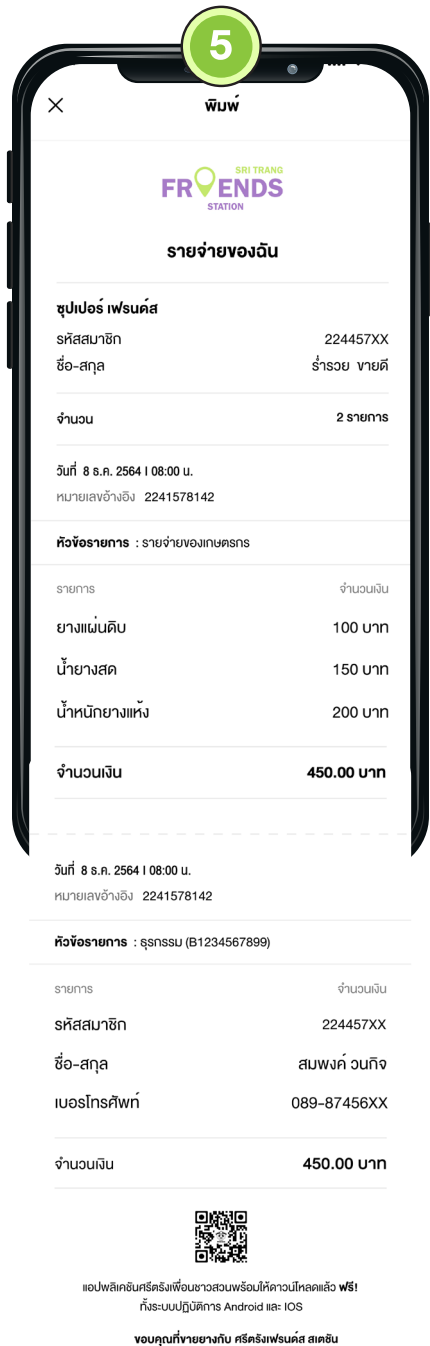 5
พิมพ์
SRI TRANG
FRIENDS
STATION
รายจ่ายของฉัน
ซุปเปอร์ เฟรนด์ส
รหัสสมาชิก 224457XX
ชื่อ-สกุล ร่ำรวย ขายดี
จำนวน 2 รายการ
วันที่ 8 ธ.ค. 2564 I 08:00 น.
หมายเลขอ้างอิง 2241578142
หัวข้อรายการ : รายจ่ายของเกษตรกร
รายการ จำนวนเงิน
ยางแผ่นดิบ 100 บาท
น้ำยางสด 150 บาท
น้ำหนักยางแห้ง 200 บาท
จำนวนเงิน 450.00 บาท
วันที่ 8 ธ.ค. 2564 I 08:00 น.
หมายเลขอ้างอิง 2241578142
หัวข้อรายการ : ธุรกรรม (B1234567899)
รายการ จำนวนเงิน
รหัสสมาชิก 224457XX
ชื่อ-สกุล สมพงค์ วนกิจ
เบอร์โทรศัพท์ 089-87456XX
จำนวนเงิน 450.00 บาท
แอปพลิเคชันศรีตรังเพื่อนชาวสวนพร้อมให้ดาวน์โหลดแล้ว ฟรี!
ทั้งระบบปฏิบัติการ Android และ IOS
ขอบคุณที่ขายยางกับ ศรีตรังเฟรนด์ส สเตชัน